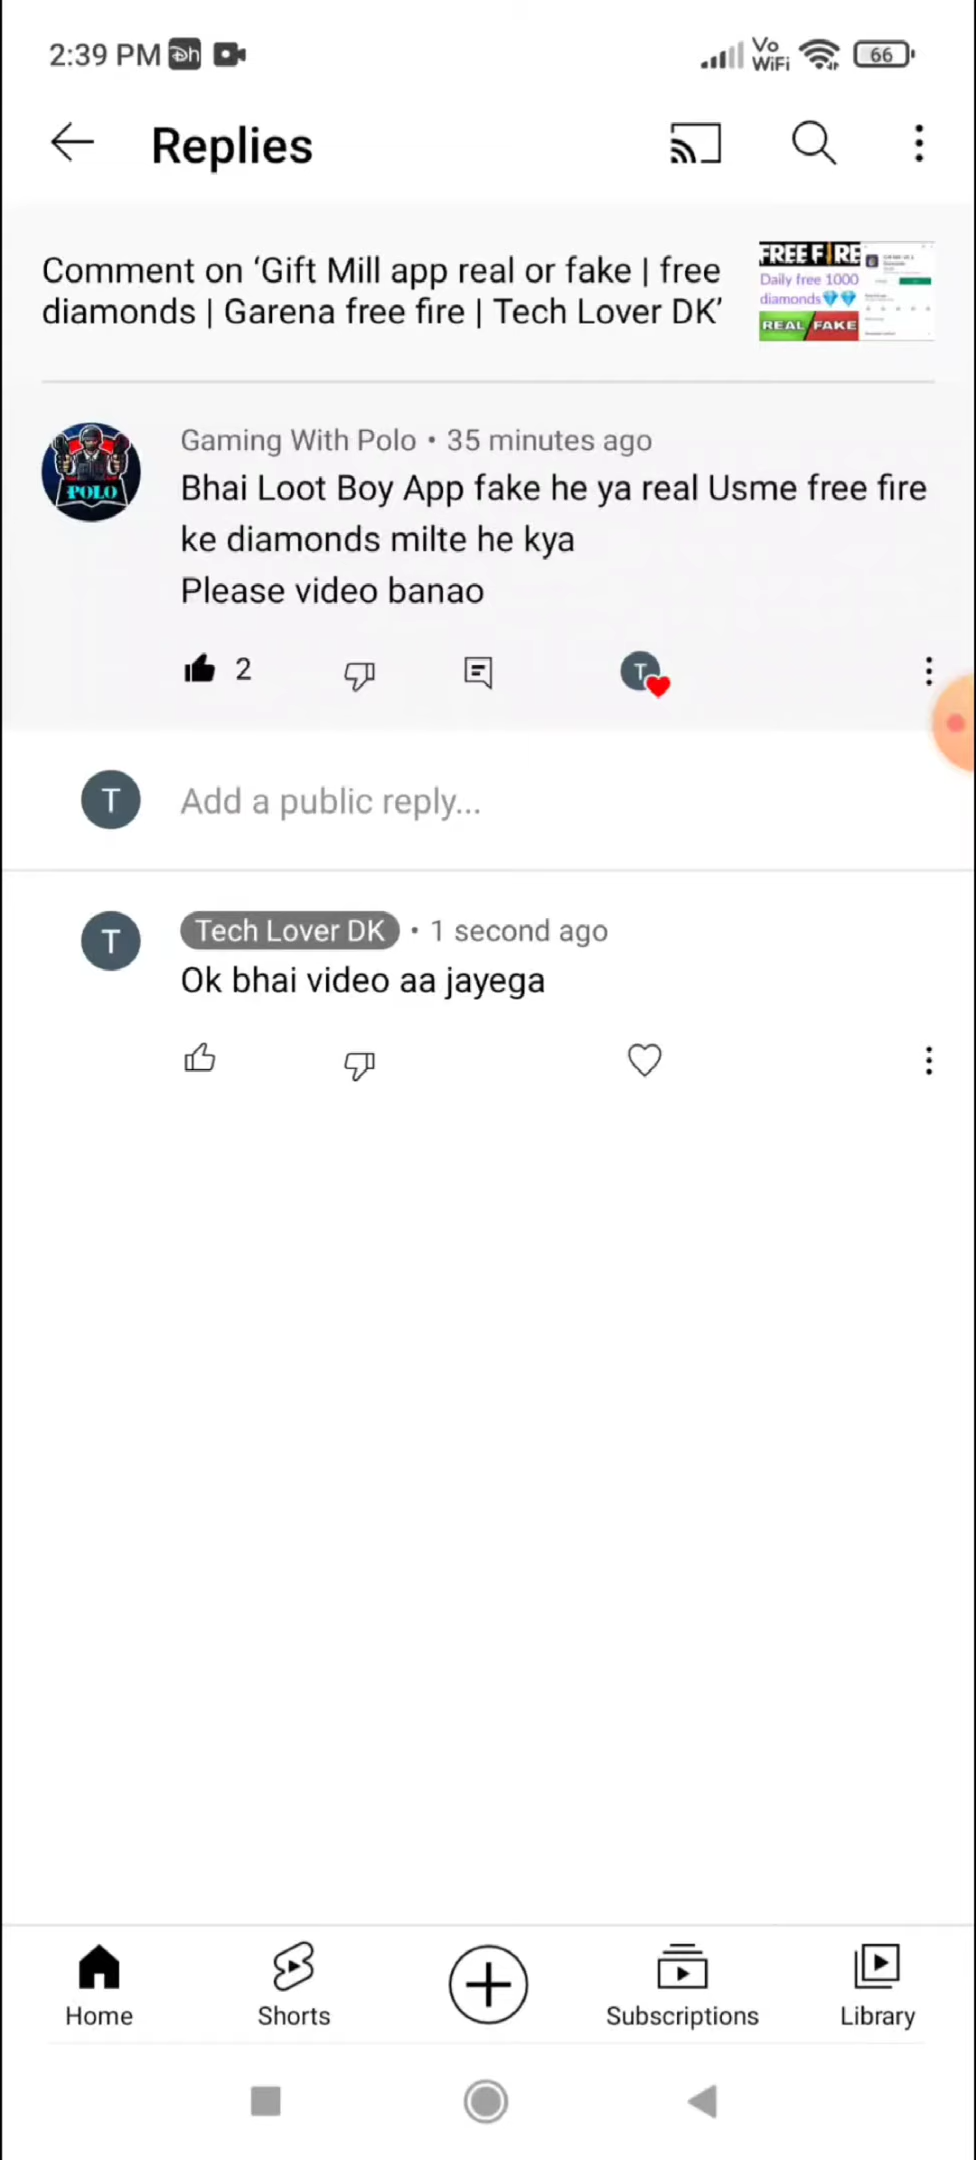 2:39 PM
Vo
WiFi
66
Replies
Comment on ‘Gift Mill app real or fake | free
diamonds | Garena free fire | Tech Lover DK’
FREE FIRE
Daily free 1000
diamonds💎💎
REAL FAKE
POLO
Gaming With Polo • 35 minutes ago
Bhai Loot Boy App fake he ya real Usme free fire
ke diamonds milte he kya
Please video banao
2
T
T
Add a public reply...
T
Tech Lover DK • 1 second ago
Ok bhai video aa jayega
Home
Shorts
Subscriptions
Library